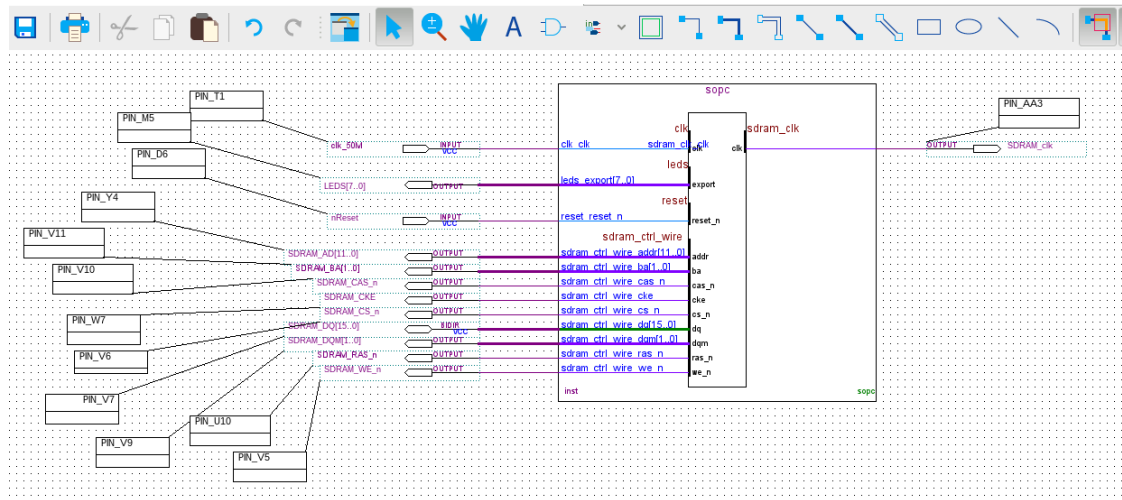 sopc
PIN_T1
PIN_AA3
PIN_M5
clk
sdram_clk
clk_50M
INPUT
VCC
clk_clk
sdram_clk_clk
clk
clk
OUTPUT
SDRAM_clk
PIN_D6
leds
LEDS[7..0]
OUTPUT
leds_export[7..0]
export
PIN_Y4
reset
nReset
INPUT
VCC
reset_reset_n
reset_n
PIN_V11
sdram_ctrl_wire
SDRAM_AD[11..0]
OUTPUT
sdram_ctrl_wire_addr[11..0]
addr
PIN_V10
SDRAM_BA[1..0]
OUTPUT
sdram_ctrl_wire_ba[1..0]
ba
SDRAM_CAS_n
OUTPUT
sdram_ctrl_wire_cas_n
cas_n
SDRAM_CKE
OUTPUT
sdram_ctrl_wire_cke
cke
PIN_W7
SDRAM_CS_n
OUTPUT
sdram_ctrl_wire_cs_n
cs_n
SDRAM_DQ[15..0]
BIDIR
VCC
sdram_ctrl_wire_dq[15..0]
dq
PIN_V6
SDRAM_DQM[1..0]
OUTPUT
sdram_ctrl_wire_dqm[1..0]
dqm
SDRAM_RAS_n
OUTPUT
sdram_ctrl_wire_ras_n
ras_n
SDRAM_WE_n
OUTPUT
sdram_ctrl_wire_we_n
we_n
inst
sopc
PIN_V7
PIN_U10
PIN_V9
PIN_V5